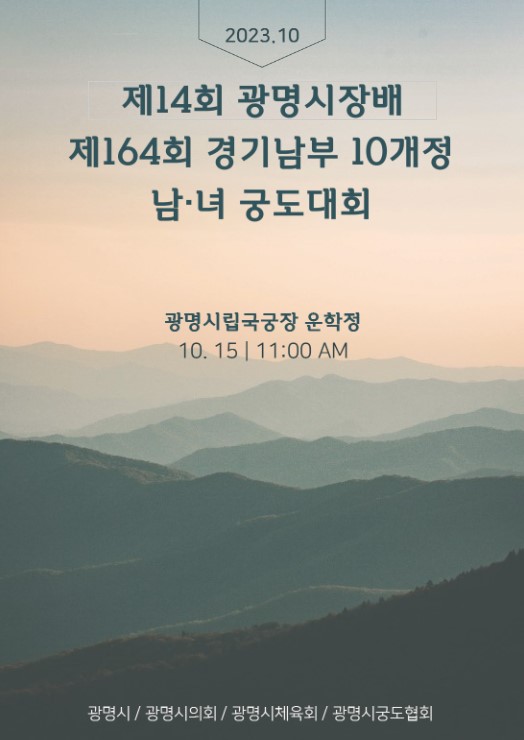 2023.10
제14회 광명시장배
제164회 경기남부 10개정
남·녀 궁도대회
광명시립국궁장 운학정
10. 15 | 11:00 AM
광명시 / 광명시의회 / 광명시체육회 / 광명시궁도협회